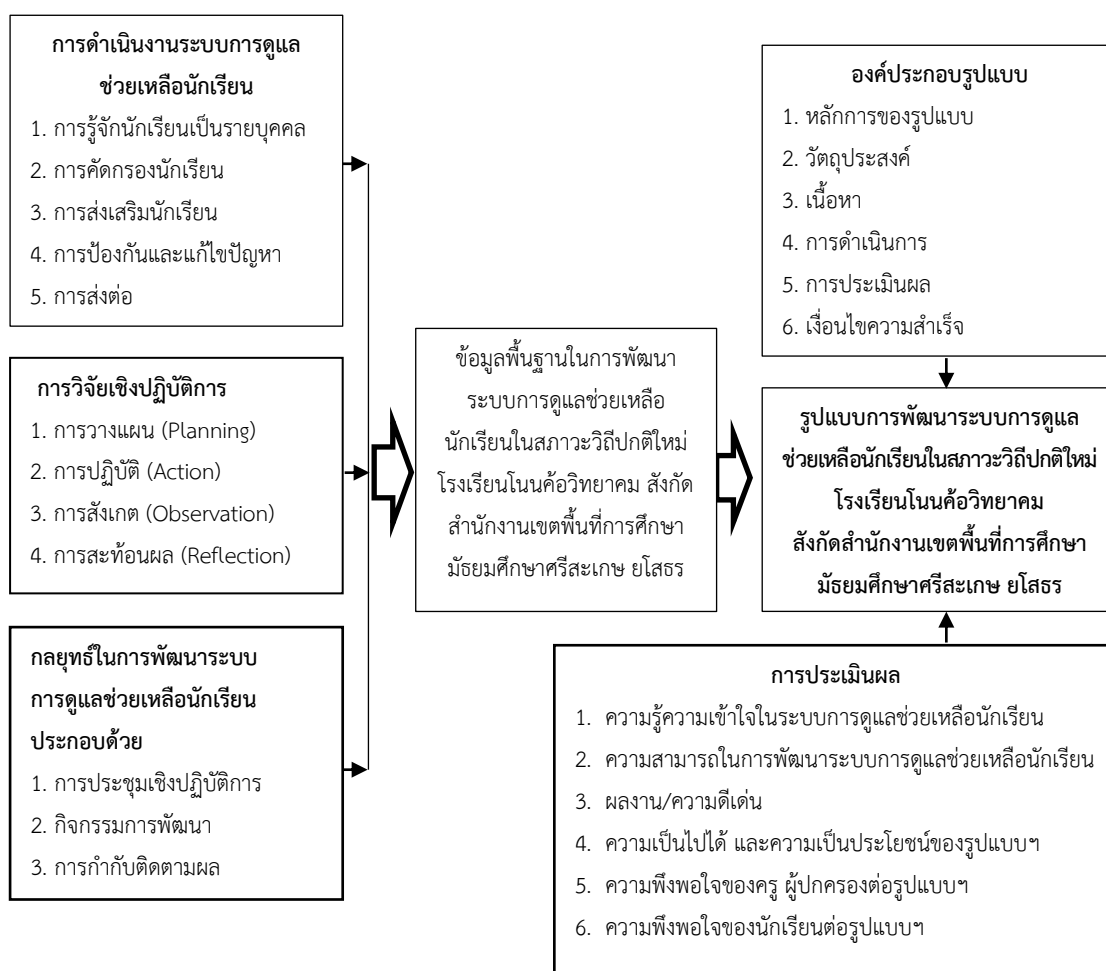 การดำเนินงานระบบการดูแล
ช่วยเหลือนักเรียน
1. การรู้จักนักเรียนเป็นรายบุคคล
2. การคัดกรองนักเรียน
3. การส่งเสริมนักเรียน
4. การป้องกันและแก้ไขปัญหา
5. การส่งต่อ
การวิจัยเชิงปฏิบัติการ
1. การวางแผน (Planning)
2. การปฏิบัติ (Action)
3. การสังเกต (Observation)
4. การสะท้อนผล (Reflection)
กลยุทธ์ในการพัฒนาระบบ
การดูแลช่วยเหลือนักเรียน
ประกอบด้วย
1. การประชุมเชิงปฏิบัติการ
2. กิจกรรมการพัฒนา
3. การกำกับติดตามผล
ข้อมูลพื้นฐานในการพัฒนา
ระบบการดูแลช่วยเหลือ
นักเรียนในสภาวะวิถีปกติใหม่
โรงเรียนโนนค้อวิทยาคม สังกัด
สำนักงานเขตพื้นที่การศึกษา
มัธยมศึกษาศรีสะเกษ ยโสธร
องค์ประกอบรูปแบบ
1. หลักการของรูปแบบ
2. วัตถุประสงค์
3. เนื้อหา
4. การดำเนินการ
5. การประเมินผล
6. เงื่อนไขความสำเร็จ
รูปแบบการพัฒนาระบบการดูแล
ช่วยเหลือนักเรียนในสภาวะวิถีปกติใหม่
โรงเรียนโนนค้อวิทยาคม
สังกัดสำนักงานเขตพื้นที่การศึกษา
มัธยมศึกษาศรีสะเกษ ยโสธร
การประเมินผล
1. ความรู้ความเข้าใจในระบบการดูแลช่วยเหลือนักเรียน
2. ความสามารถในการพัฒนาระบบการดูแลช่วยเหลือนักเรียน
3. ผลงาน/ความดีเด่น
4. ความเป็นไปได้ และความเป็นประโยชน์ของรูปแบบฯ
5. ความพึงพอใจของครู ผู้ปกครองต่อรูปแบบฯ
6. ความพึงพอใจของนักเรียนต่อรูปแบบฯ